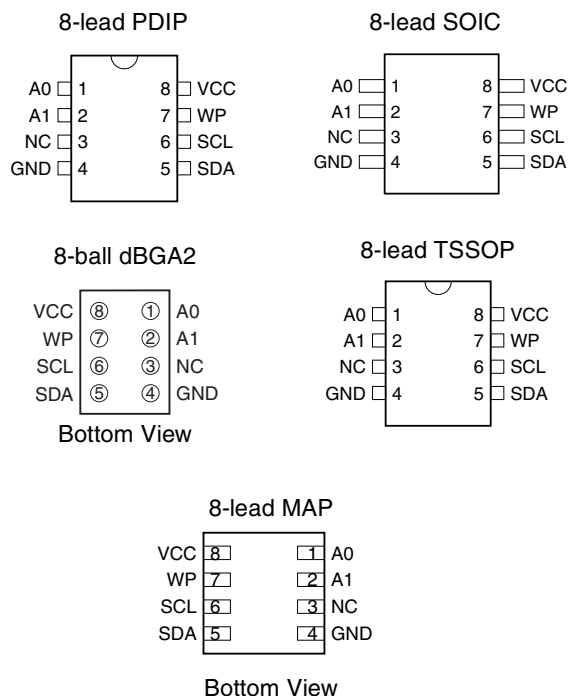 8-lead PDIP
A0 1 8 VCC
A1 2 7 WP
NC 3 6 SCL
GND 4 5 SDA
8-lead SOIC
A0 1 8 VCC
A1 2 7 WP
NC 3 6 SCL
GND 4 5 SDA
8-ball dBGA2
VCC 8 1 A0
WP 7 2 A1
SCL 6 3 NC
SDA 5 4 GND
Bottom View
8-lead TSSOP
A0 1 8 VCC
A1 2 7 WP
NC 3 6 SCL
GND 4 5 SDA
8-lead MAP
VCC 8 1 A0
WP 7 2 A1
SCL 6 3 NC
SDA 5 4 GND
Bottom View